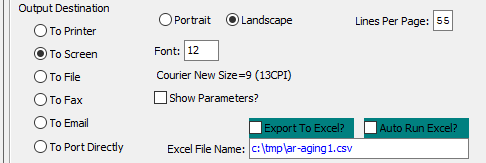 Output Destination
Portrait Landscape Lines Per Page: 55
To Printer
To Screen Font: 12
To File Courier New Size=9 (13CPI)
To Fax Show Parameters?
To Email Export To Excel? Auto Run Excel?
To Port Directly Excel File Name: c:\tmp\ar-aging1.csv